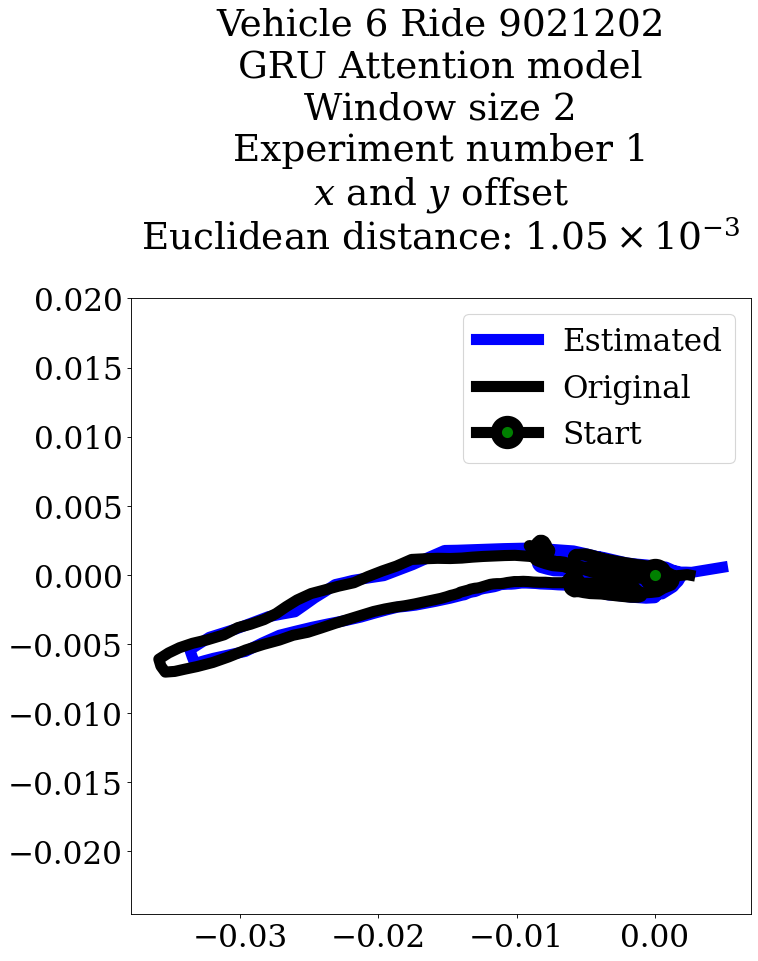 Vehicle 6 Ride 9021202
GRU Attention model
Window size 2
Experiment number 1
x and y offset
Euclidean distance: 1.05 × 10⁻³
0.020
0.015
0.010
0.005
0.000
−0.005
−0.010
−0.015
−0.020
Estimated
Original
Start
−0.03 −0.02 −0.01 0.00